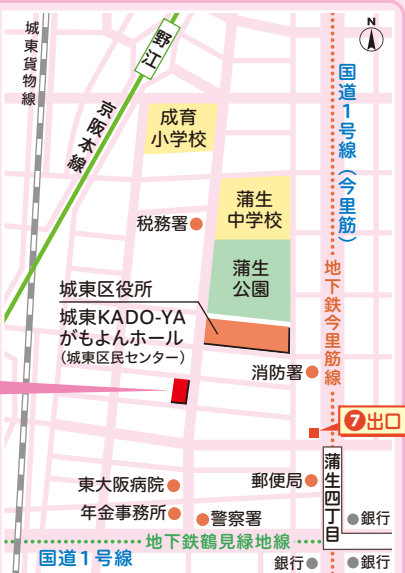 N
城東貨物線
野江
京阪本線
成育
小学校
国道1号線（今里筋）
蒲生
中学校
税務署
蒲生
公園
城東区役所
城東KADO-YA
がもよんホール
（城東区民センター）
地下鉄今里筋線
消防署
7出口
蒲生四丁目
東大阪病院
郵便局
年金事務所
警察署
銀行
地下鉄鶴見緑地線
国道1号線
銀行
銀行